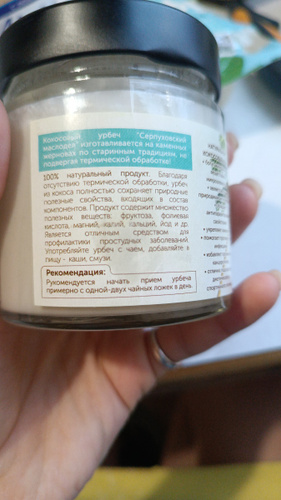 Кокосовый урбеч "Серпуховский
маслодел" изготавливается на каменных
жерновах по старинным традициям, не
подвергая термической обработке!
100% натуральный продукт. Благодаря
отсутствию термической обработки, урбеч
из кокоса полностью сохраняет природные
полезные свойства, входящих в состав
компонентов. Продукт содержит множество
полезных веществ: фруктоза, фолиевая
кислота, магний, калий, кальций, йод и др.
Является отличным средством для
профилактики простудных заболеваний.
Употребляйте урбеч с чаем, добавляйте в
пищу - каши, смузи.
Рекомендация:
Рекомендуется начать прием урбеча
примерно с одной-двух чайных ложек в день